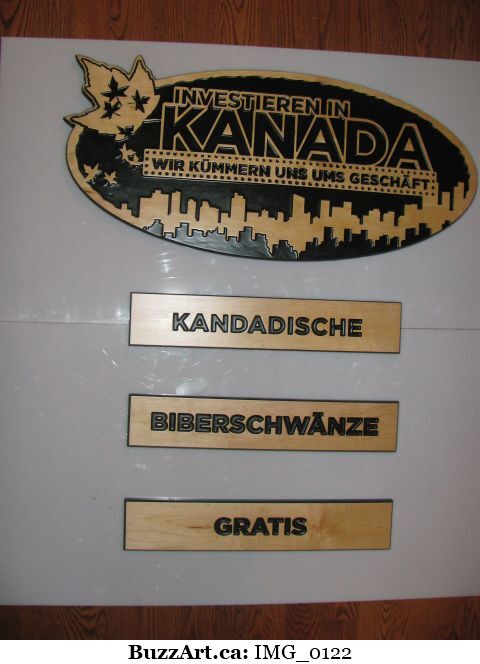 INVESTIEREN IN
KANADA
WIR KÜMMERN UNS UMS GESCHÄFT
KANDADISCHE
BIBERSCHWÄNZE
GRATIS
BuzzArt.ca: IMG_0122